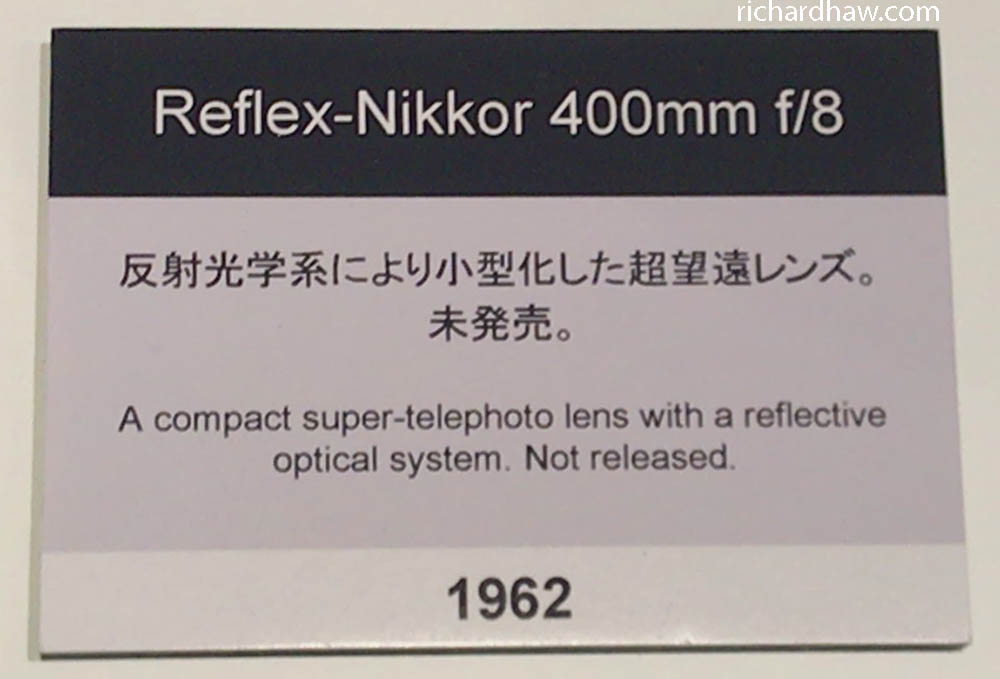 richardhaw.com
Reflex-Nikkor 400mm f/8
反射光学系により小型化した超望遠レンズ。
未発売。
A compact super-telephoto lens with a reflective
optical system. Not released.
1962